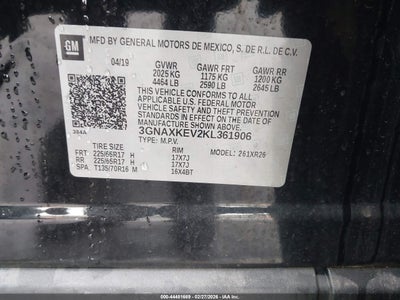 GM
MFD BY GENERAL MOTORS DE MEXICO, S. DE R.L. DE C.V.
04/19 GVWR GAWR FRT GAWR RR
2025 KG 1175 KG 1200 KG
4464 LB 2590 LB 2645 LB
THIS VEHICLE CONFORMS TO ALL
APPLICABLE U.S. FEDERAL MOTOR
VEHICLE SAFETY, BUMPER, AND THEFT
PREVENTION STANDARDS IN EFFECT ON
THE DATE OF MANUFACTURE SHOWN ABOVE.
3GNAXKEV2KL361906
TYPE: M.P.V.
MODEL: 261XR26
TIRE SIZE RIM
FRT 225/65R17 H 17X7J
RR 225/65R17 H 17X7J
SPA T135/70R16 M 16X4BT
000-44401669 02/27/2026